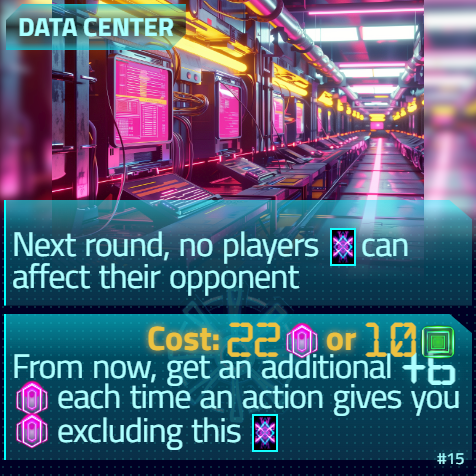 DATA CENTER
Next round, no players can
affect their opponent
Cost: 22 or 10
From now, get an additional +6
each time an action gives you
excluding this
#15